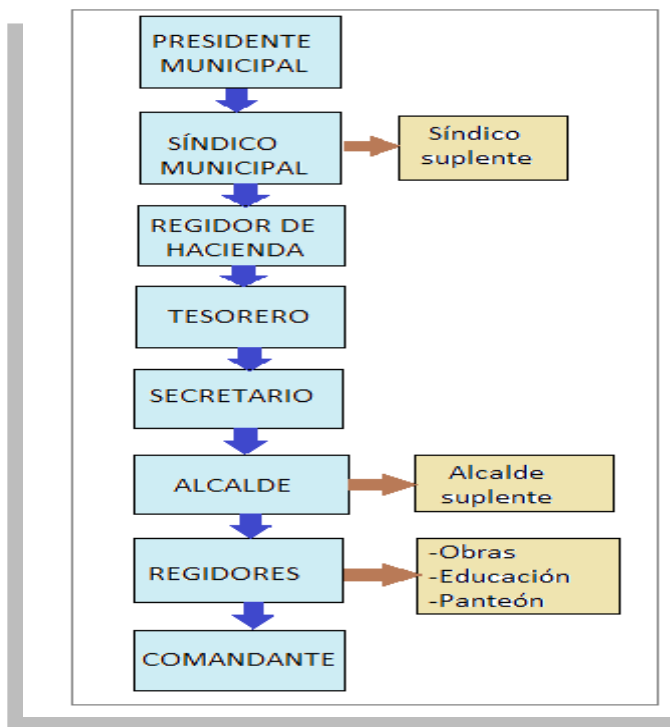 PRESIDENTE
MUNICIPAL
SÍNDICO
MUNICIPAL
Síndico
suplente
REGIDOR DE
HACIENDA
TESORERO
SECRETARIO
ALCALDE
Alcalde
suplente
REGIDORES
-Obras
-Educación
-Panteón
COMANDANTE